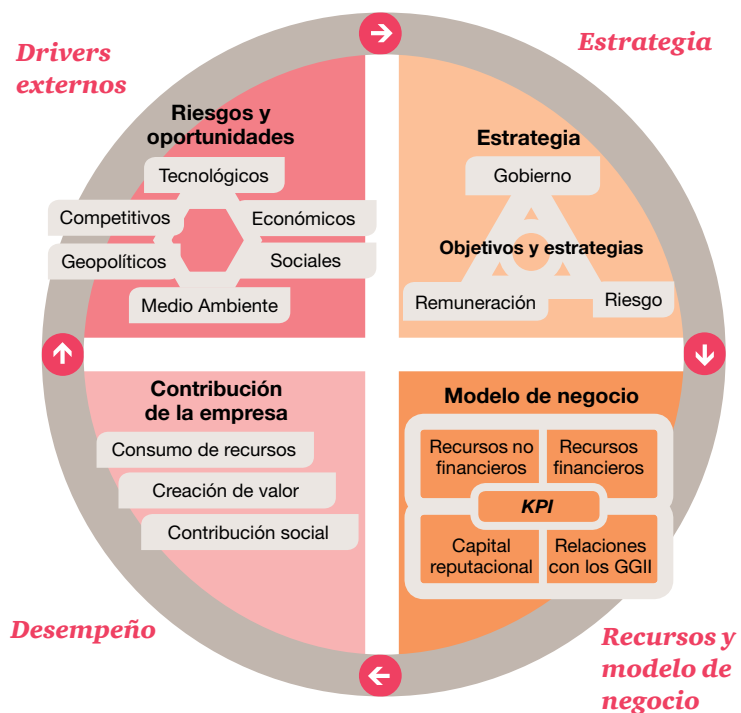 Drivers
externos
Estrategia
Riesgos y
oportunidades
Tecnológicos
Competitivos
Económicos
Geopolíticos
Sociales
Medio Ambiente
Estrategia
Gobierno
Objetivos y estrategias
Remuneración
Riesgo
Contribución
de la empresa
Consumo de recursos
Creación de valor
Contribución social
Modelo de negocio
Recursos no
financieros
Recursos
financieros
KPI
Capital
reputacional
Relaciones
con los GGII
Desempeño
Recursos y
modelo de
negocio